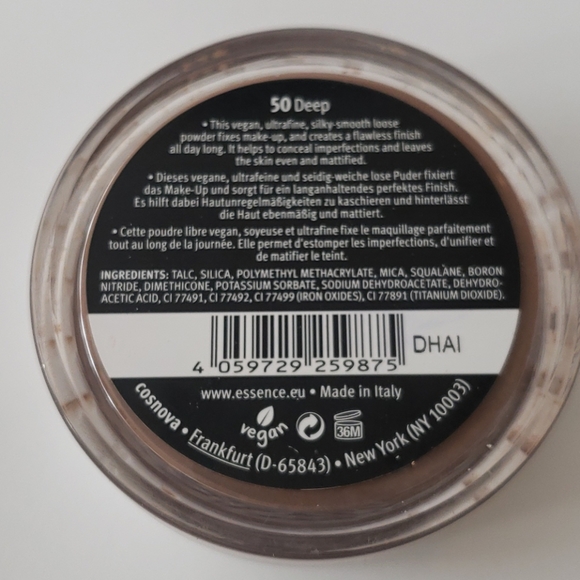 50 Deep
• This vegan, ultrafine, silky-smooth loose
powder fixes make-up, and creates a flawless finish
all day long. It helps to conceal imperfections and leaves
the skin even and mattified.
• Dieses vegane, ultrafeine und seidig-weiche lose Puder fixiert
das Make-Up und sorgt für ein langanhaltendes perfektes Finish.
Es hilft dabei Hautunregelmäßigkeiten zu kaschieren und hinterlässt
die Haut ebenmäßig und mattiert.
• Cette poudre libre vegan, soyeuse et ultrafine fixe le maquillage parfaitement
tout au long de la journée. Elle permet d'estomper les imperfections, d'unifier et
de matifier le teint.
INGREDIENTS: TALC, SILICA, POLYMETHYL METHACRYLATE, MICA, SQUALANE, BORON
NITRIDE, DIMETHICONE, POTASSIUM SORBATE, SODIUM DEHYDROACETATE, DEHYDRO-
ACETIC ACID, CI 77491, CI 77492, CI 77499 (IRON OXIDES), CI 77891 (TITANIUM DIOXIDE).
4 059729 259875 DHAI
www.essence.eu • Made in Italy
vegan 36M
cosnova • Frankfurt (D-65843) • New York (NY 10003)